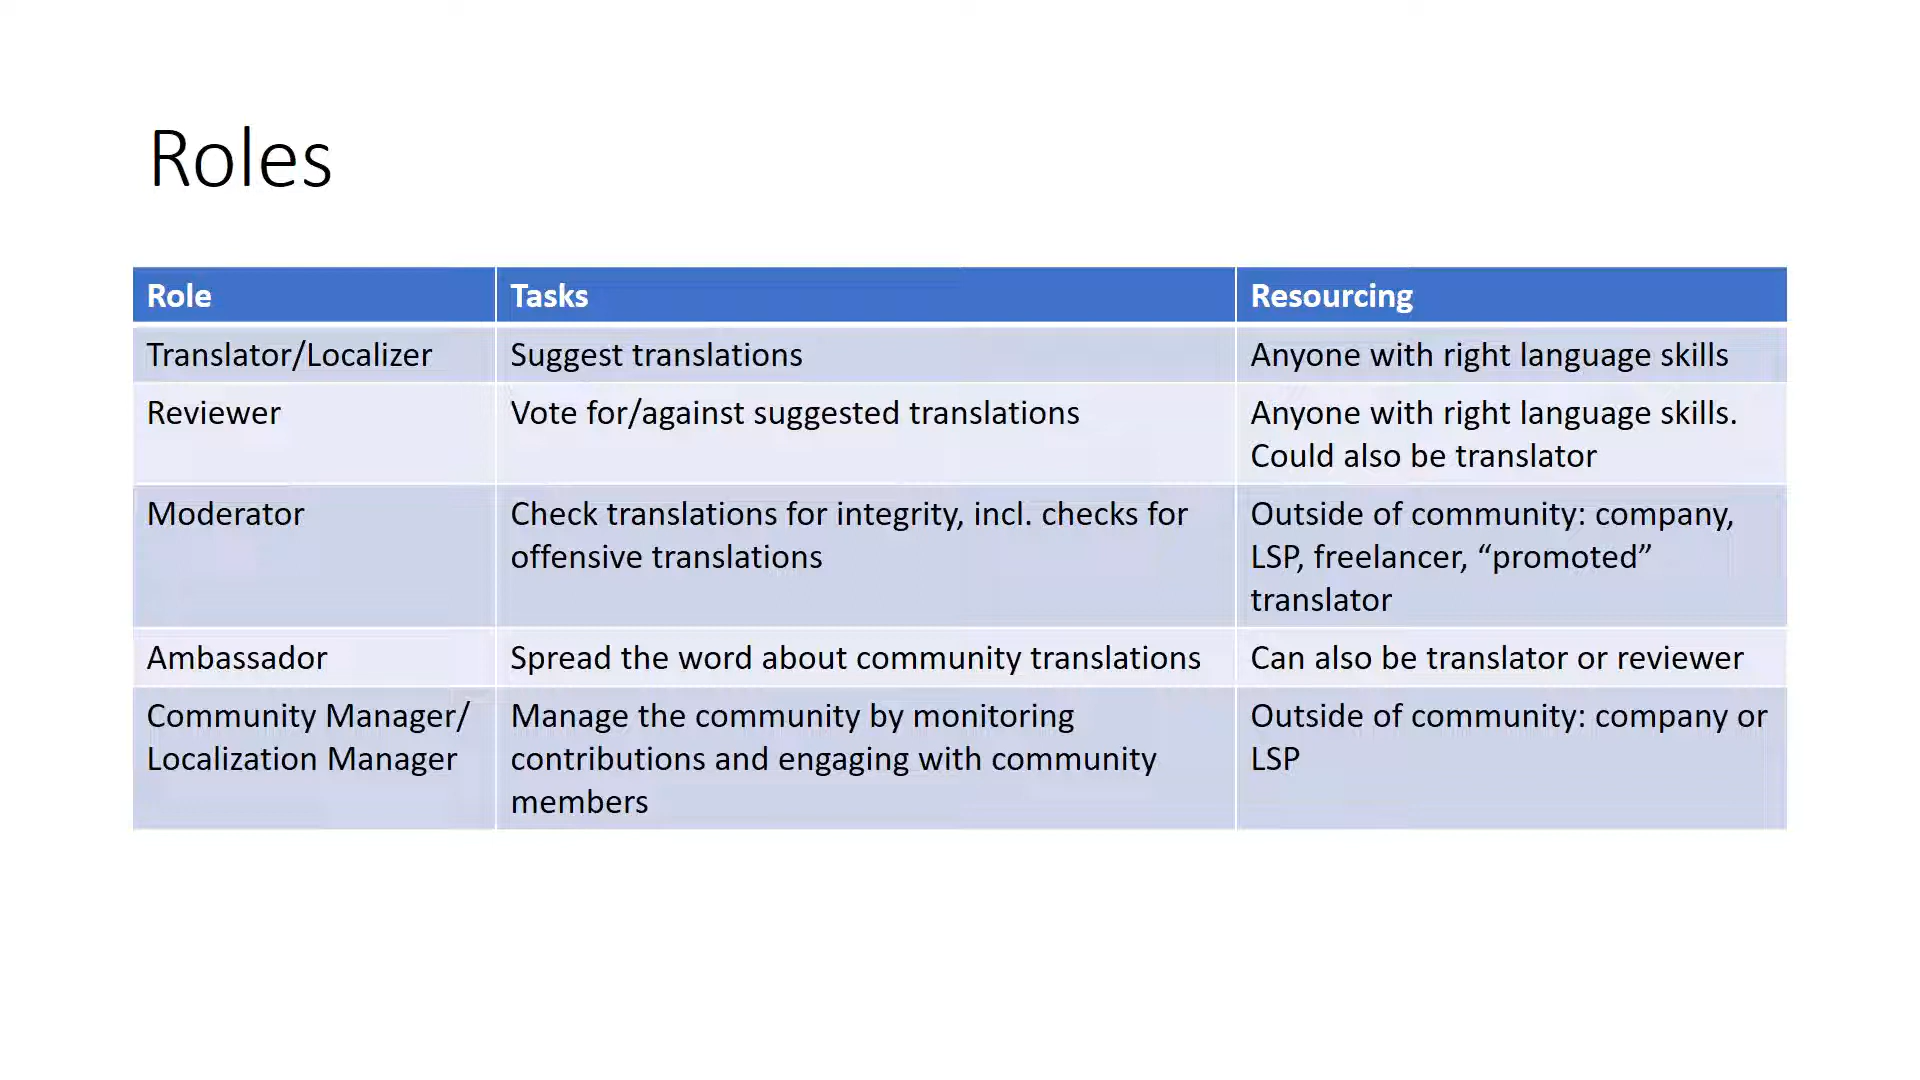 Roles
Role
Tasks
Resourcing
Translator/Localizer
Suggest translations
Anyone with right language skills
Reviewer
Vote for/against suggested translations
Anyone with right language skills.
Could also be translator
Moderator
Check translations for integrity, incl. checks for
offensive translations
Outside of community: company,
LSP, freelancer, “promoted”
translator
Ambassador
Spread the word about community translations
Can also be translator or reviewer
Community Manager/
Localization Manager
Manage the community by monitoring
contributions and engaging with community
members
Outside of community: company or
LSP